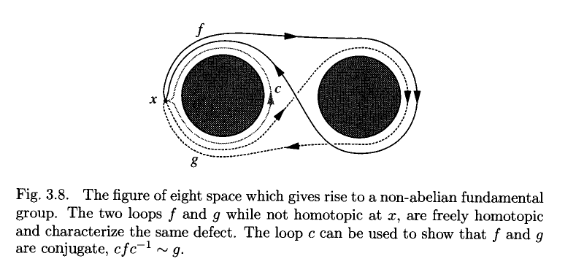 f
x
c
g
Fig. 3.8. The figure of eight space which gives rise to a non-abelian fundamental
group. The two loops f and g while not homotopic at x, are freely homotopic
and characterize the same defect. The loop c can be used to show that f and g
are conjugate, cfc⁻¹ ~ g.